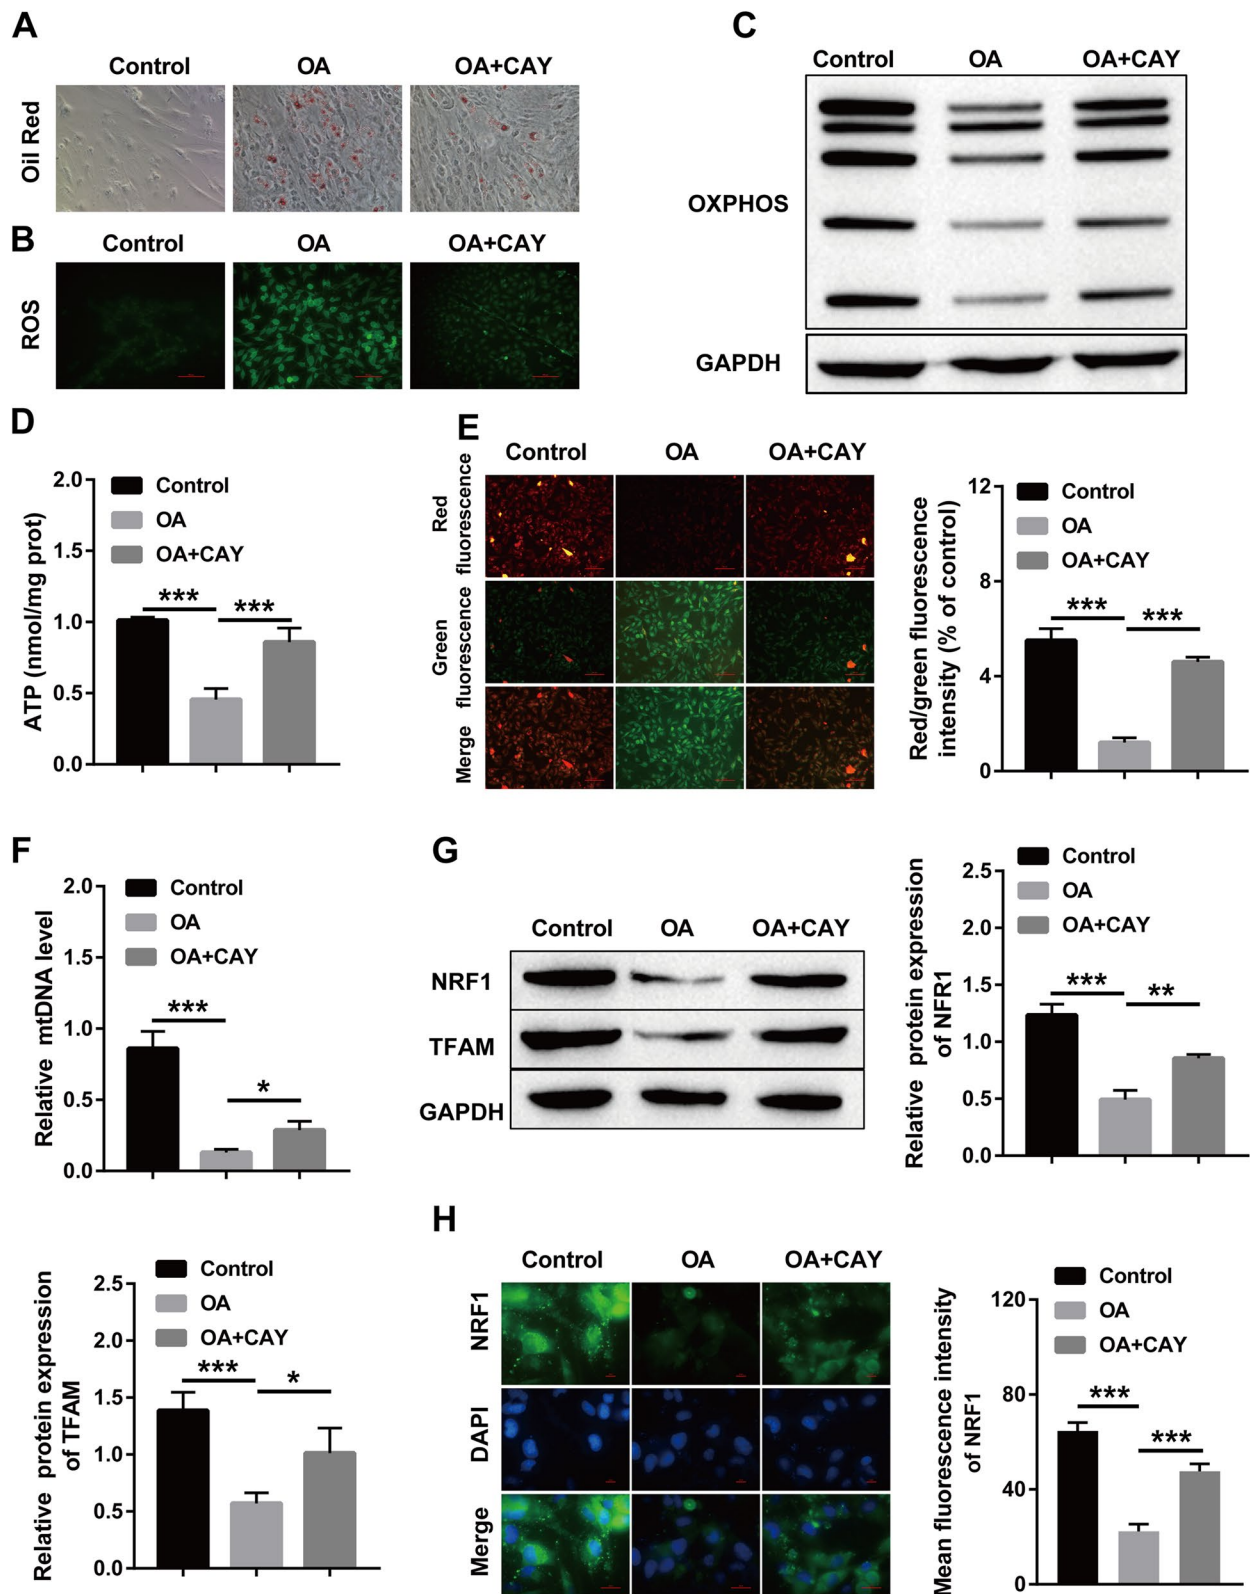 A
Control OA OA+CAY
Oil Red
B
Control OA OA+CAY
ROS
C
Control OA OA+CAY
OXPHOS
GAPDH
D
Control
OA
OA+CAY
ATP (nmol/mg prot)
2.0
1.5
1.0
0.5
0.0
*** ***
E
Control OA OA+CAY
Red
fluorescence
Green
fluorescence
Merge
Control
OA
OA+CAY
Red/green fluorescence
intensity (% of control)
12
8
4
0
*** ***
F
Control
OA
OA+CAY
Relative mtDNA level
2.0
1.5
1.0
0.5
0.0
*** *
G
Control OA OA+CAY
NRF1
TFAM
GAPDH
Control
OA
OA+CAY
Relative protein expression
of NFR1
2.5
2.0
1.5
1.0
0.5
0.0
*** **
Control
OA
OA+CAY
Relative protein expression
of TFAM
2.5
2.0
1.5
1.0
0.5
0.0
*** *
H
Control OA OA+CAY
NRF1
DAPI
Merge
Control
OA
OA+CAY
Mean fluorescence intensity
of NRF1
120
80
40
0
*** ***